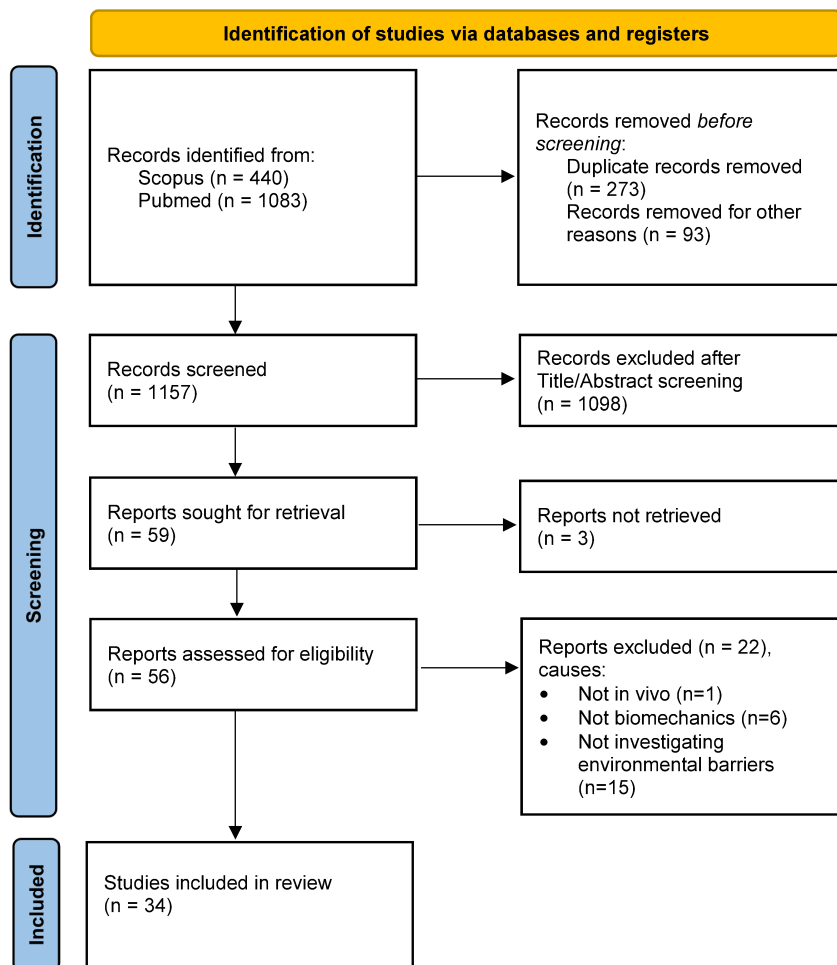 Identification of studies via databases and registers
Identification
Records identified from:
Scopus (n = 440)
Pubmed (n = 1083)
Records removed before
screening:
Duplicate records removed
(n = 273)
Records removed for other
reasons (n = 93)
Screening
Records screened
(n = 1157)
Records excluded after
Title/Abstract screening
(n = 1098)
Reports sought for retrieval
(n = 59)
Reports not retrieved
(n = 3)
Reports assessed for eligibility
(n = 56)
Reports excluded (n = 22),
causes:
• Not in vivo (n=1)
• Not biomechanics (n=6)
• Not investigating
environmental barriers
(n=15)
Included
Studies included in review
(n = 34)